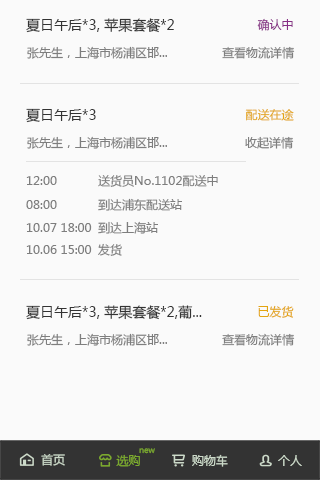 夏日午后*3, 苹果套餐*2 确认中
张先生，上海市杨浦区邯... 查看物流详情
夏日午后*3 配送在途
张先生，上海市杨浦区邯... 收起详情
12:00 送货员No.1102配送中
08:00 到达浦东配送站
10.07 18:00 到达上海站
10.06 15:00 发货
夏日午后*3, 苹果套餐*2,葡... 已发货
张先生，上海市杨浦区邯... 查看物流详情
首页 选购 new 购物车 个人